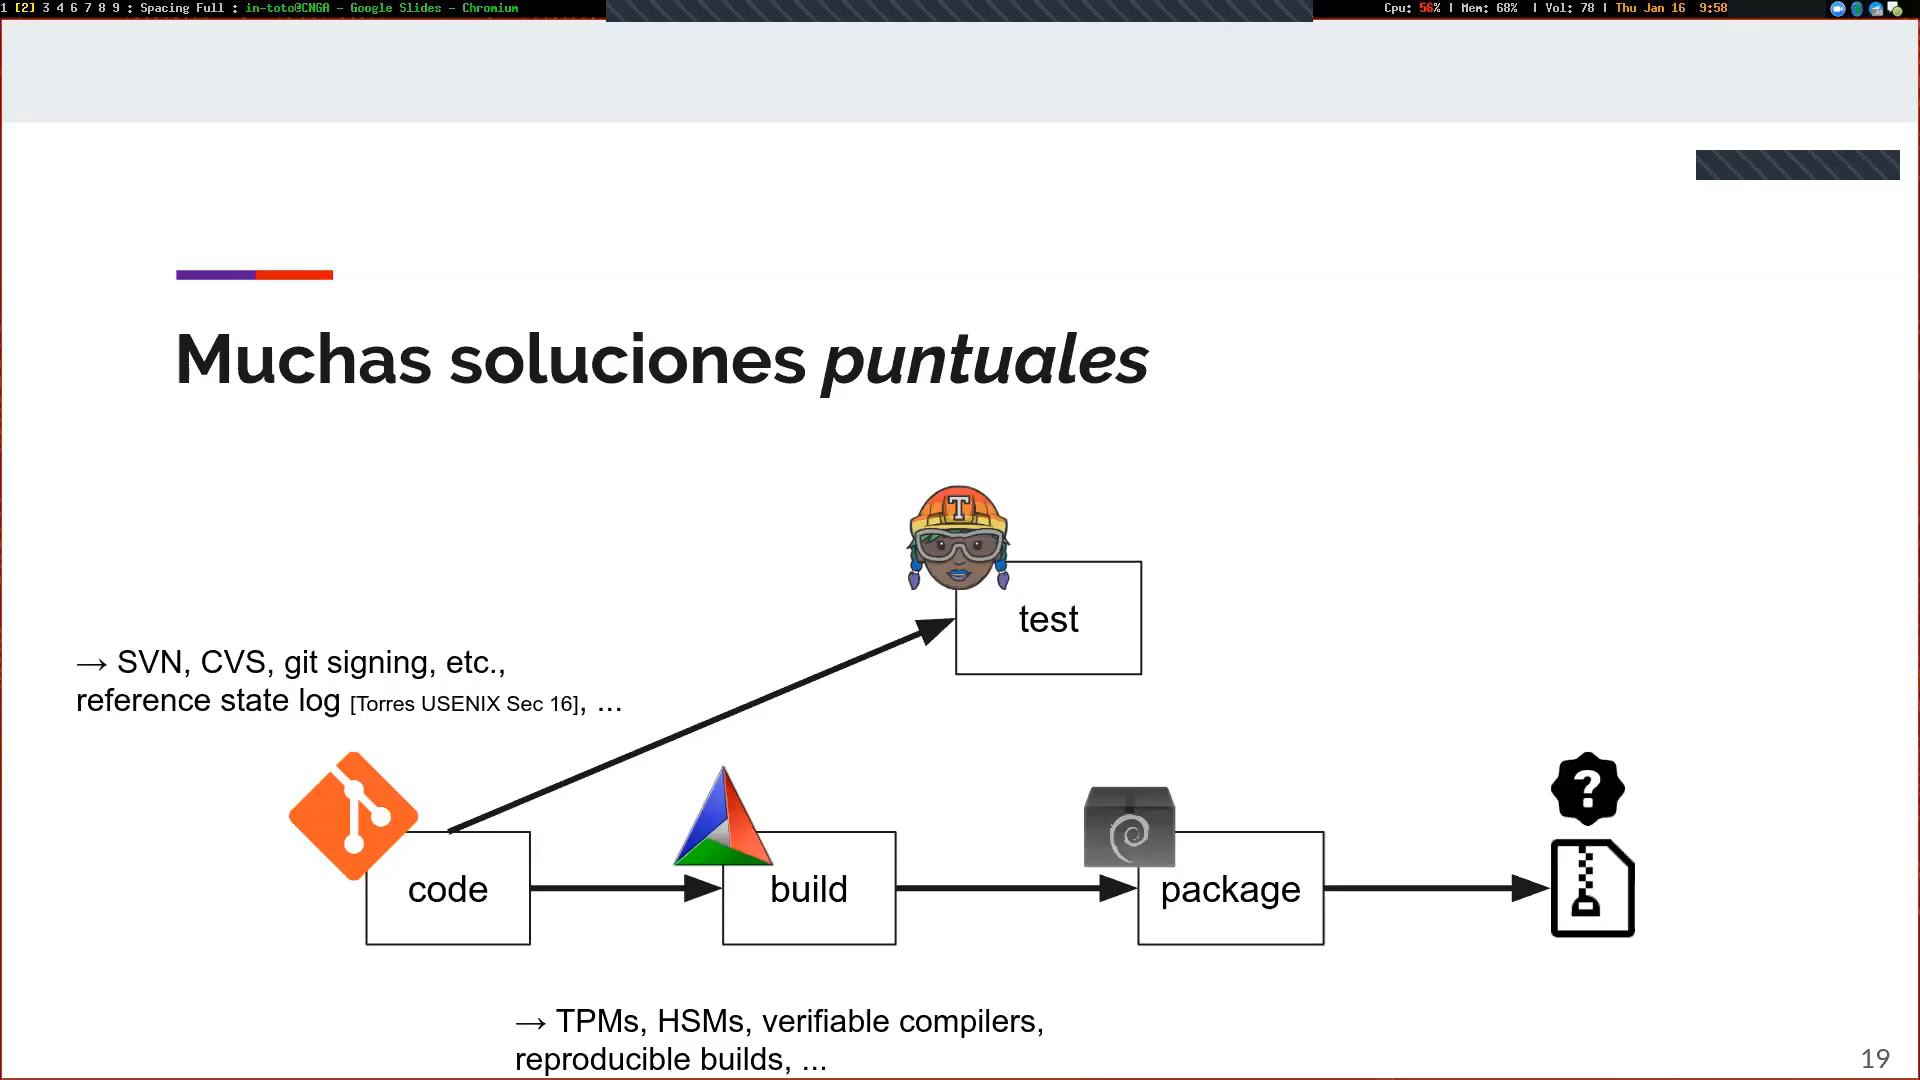 1 [2] 3 4 6 7 8 9 : Spacing Full : in-toto@CNGA - Google Slides - Chromium
Cpu: 56% | Mem: 68% | Vol: 78 | Thu Jan 16 9:58
Muchas soluciones puntuales
T
test
→ SVN, CVS, git signing, etc.,
reference state log [Torres USENIX Sec 16], ...
?
code
build
package
→ TPMs, HSMs, verifiable compilers,
reproducible builds, ...
19